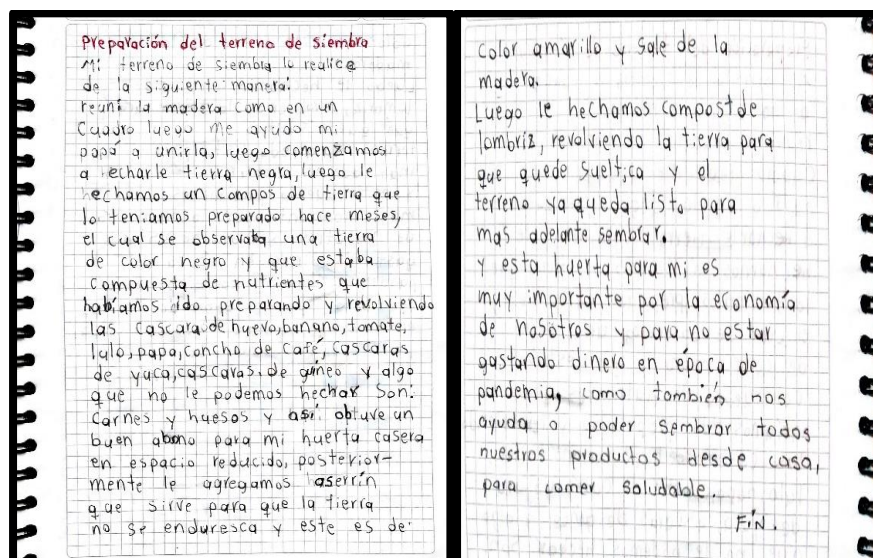 Preparación del terreno de siembra
Mi terreno de siembra lo realice
de la siguiente manera:
reuní la madera como en un
Cuadro luego me ayudo mi
papá a unirla, luego comenzamos
a echarle tierra negra, luego le
hechamos un compos de tierra que
lo teniamos preparado hace meses,
el cual se observaba una tierra
de color negro y que estaba
compuesta de nutrientes que
habíamos ido preparando y revolviendo
las cascara de huevo, banano, tomate,
lulo, papa, concho de café, cascaras
de yuca, cascaras de guineo y algo
que no le podemos hechar son:
Carnes y huesos y así obtuve un
buen abono para mi huerta casera
en espacio reducido, posterior-
mente le agregamos aserrín
que sirve para que la tierra
no se enduresca y este es de
color amarillo y sale de la
madera.
Luego le hechamos compost de
lombriz, revolviendo la tierra para
que quede sueltica y el
terreno ya queda listo para
mas adelante sembrar.
y esta huerta para mi es
muy importante por la economía
de nosotros y para no estar
gastando dinero en época de
pandemia, como también nos
ayuda a poder sembrar todos
nuestros productos desde casa,
para comer saludable.
FíN.